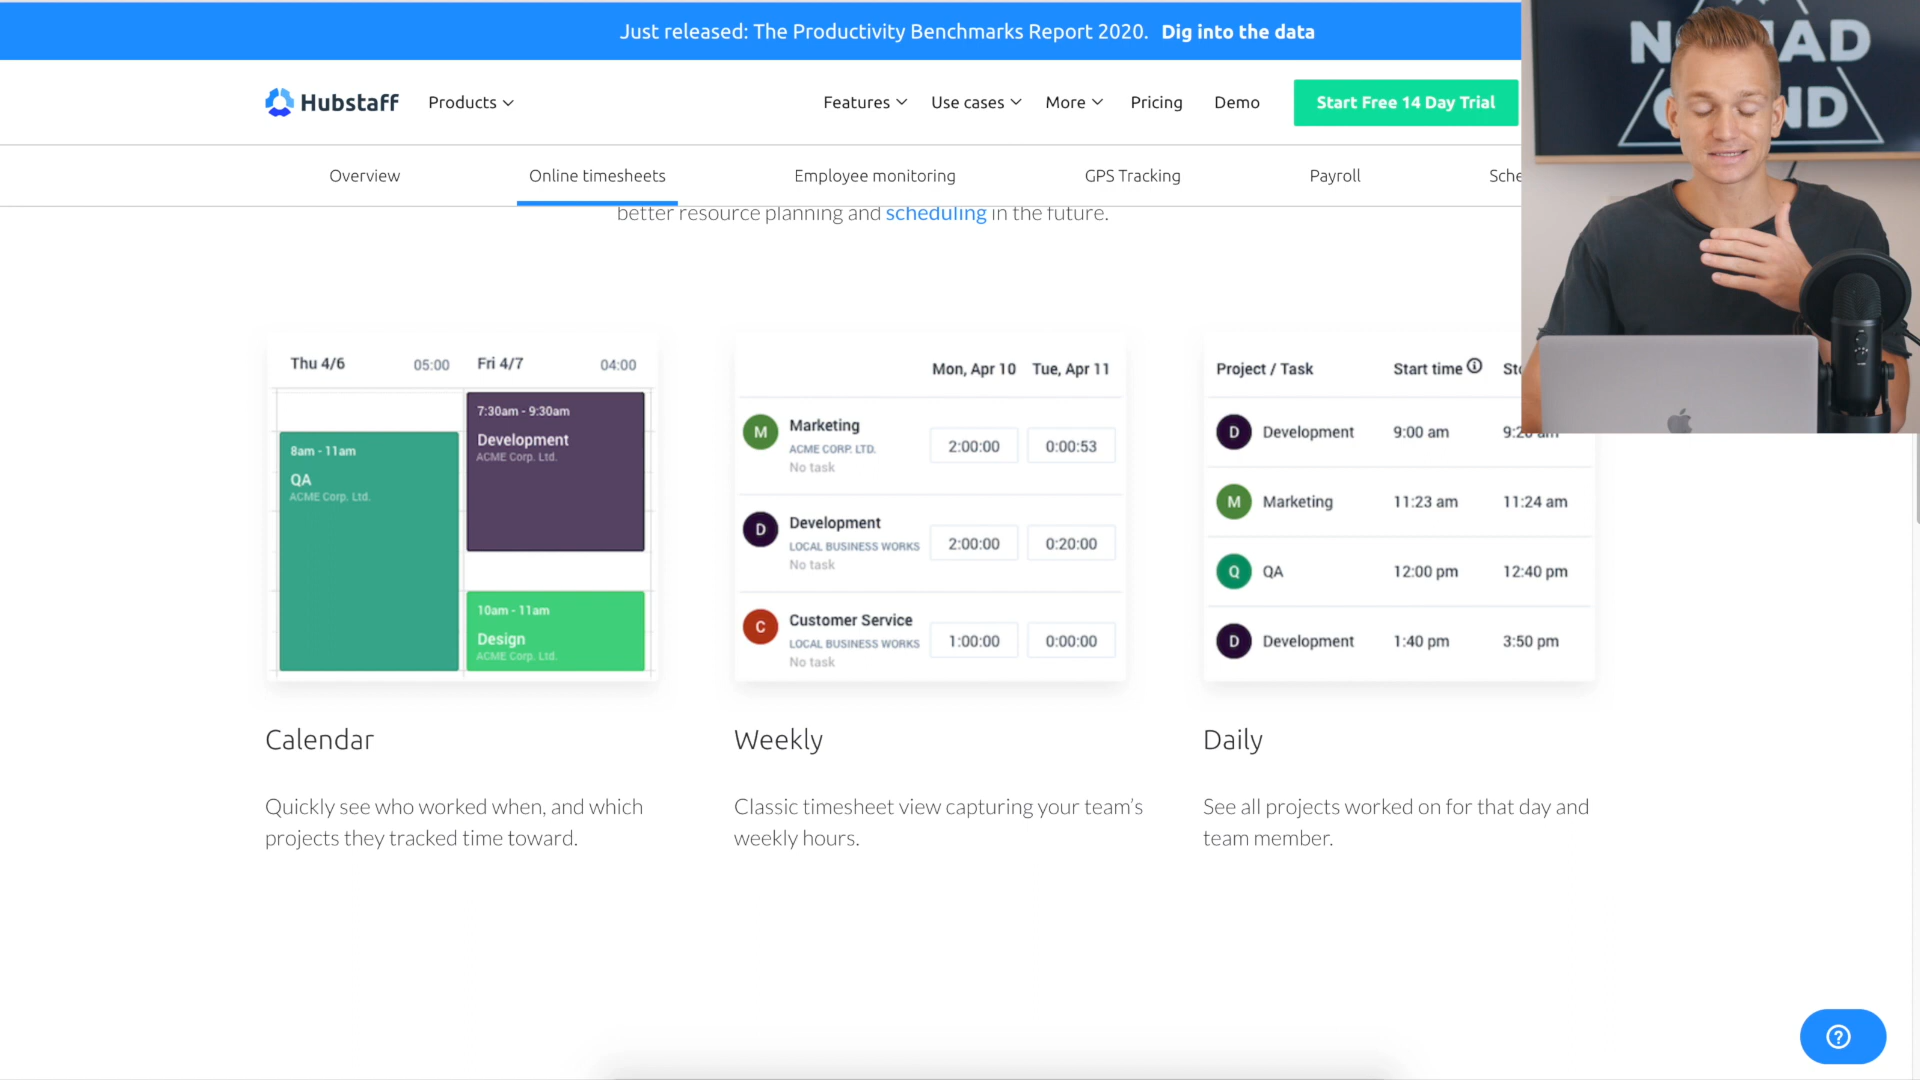 Just released: The Productivity Benchmarks Report 2020. Dig into the data
Hubstaff Products Features Use cases More Pricing Demo Start Free 14 Day Trial
Overview Online timesheets Employee monitoring GPS Tracking Payroll
better resource planning and scheduling in the future.
Thu 4/6 05:00 Fri 4/7 04:00
8am - 11am
QA
ACME Corp. Ltd.
7:30am - 9:30am
Development
ACME Corp. Ltd.
10am - 11am
Design
ACME Corp. Ltd.
Mon, Apr 10 Tue, Apr 11
M Marketing 2:00:00 0:00:53
ACME CORP. LTD.
No task
D Development 2:00:00 0:20:00
LOCAL BUSINESS WORKS
No task
C Customer Service 1:00:00 0:00:00
LOCAL BUSINESS WORKS
No task
Project / Task Start time
D Development 9:00 am
M Marketing 11:23 am 11:24 am
Q QA 12:00 pm 12:40 pm
D Development 1:40 pm 3:50 pm
Calendar
Quickly see who worked when, and which
projects they tracked time toward.
Weekly
Classic timesheet view capturing your team's
weekly hours.
Daily
See all projects worked on for that day and
team member.